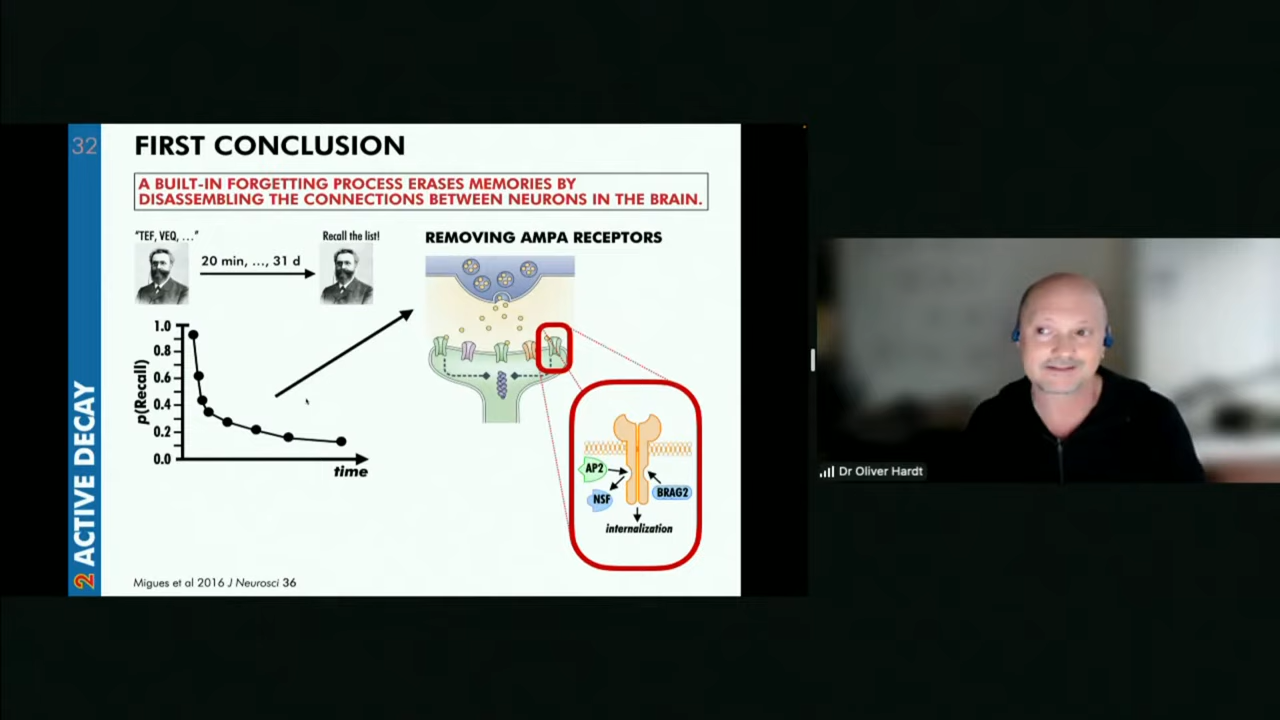 32
FIRST CONCLUSION
A BUILT-IN FORGETTING PROCESS ERASES MEMORIES BY
DISASSEMBLING THE CONNECTIONS BETWEEN NEURONS IN THE BRAIN.
"TEF, VEQ, ..."
Recall the list!
20 min, ..., 31 d
REMOVING AMPA RECEPTORS
1.0
0.8
0.6
0.4
0.2
0.0
p(Recall)
time
AP2
NSF
BRAG2
internalization
2 ACTIVE DECAY
Migues et al 2016 J Neurosci 36
Dr Oliver Hardt